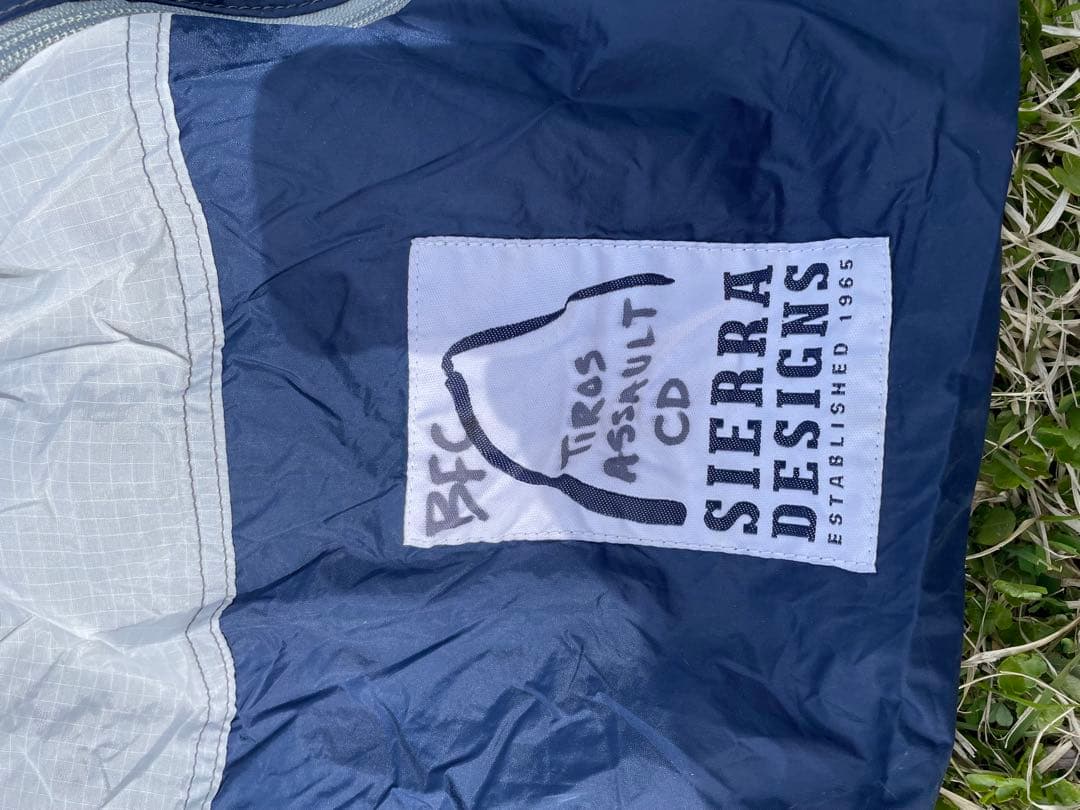 BFC
TIROS
ASSAULT
CD
SIERRA
DESIGNS
ESTABLISHED 1965